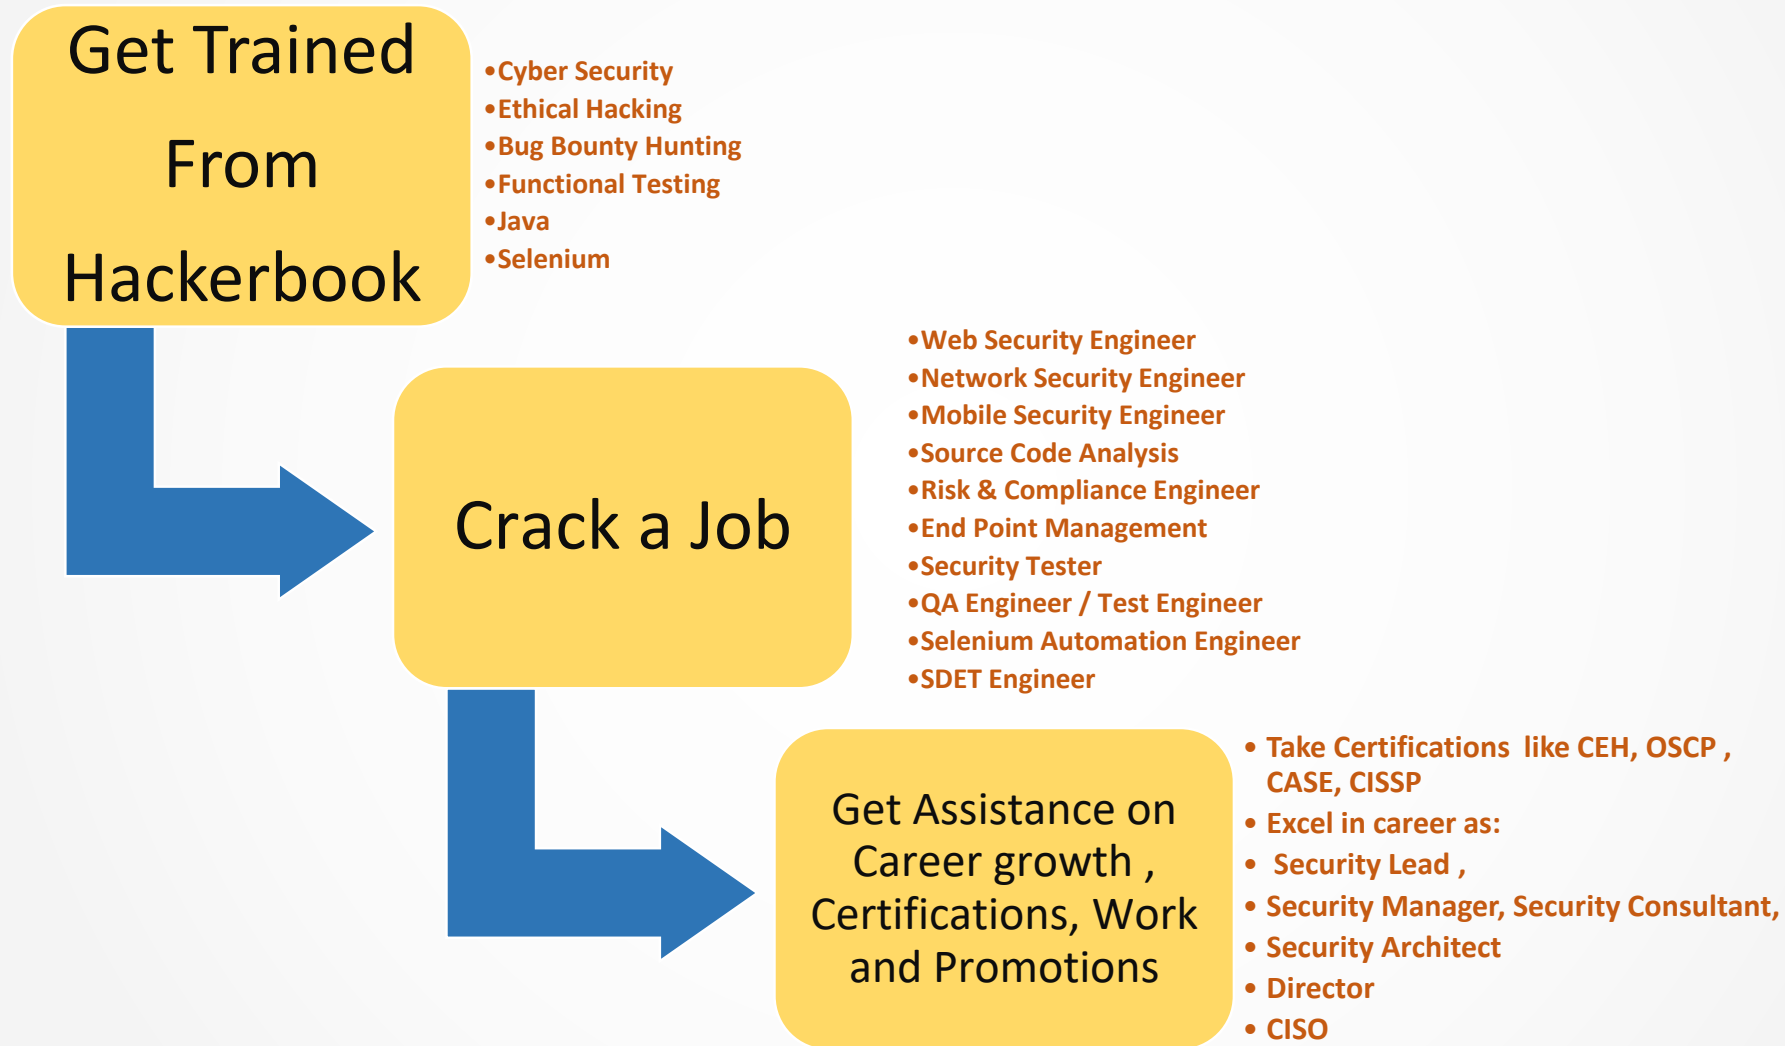 Get Trained
From
Hackerbook
•Cyber Security
•Ethical Hacking
•Bug Bounty Hunting
•Functional Testing
•Java
•Selenium
Crack a Job
•Web Security Engineer
•Network Security Engineer
•Mobile Security Engineer
•Source Code Analysis
•Risk & Compliance Engineer
•End Point Management
•Security Tester
•QA Engineer / Test Engineer
•Selenium Automation Engineer
•SDET Engineer
Get Assistance on
Career growth ,
Certifications, Work
and Promotions
• Take Certifications  like CEH, OSCP ,
CASE, CISSP
• Excel in career as:
•  Security Lead ,
• Security Manager, Security Consultant,
• Security Architect
• Director
• CISO